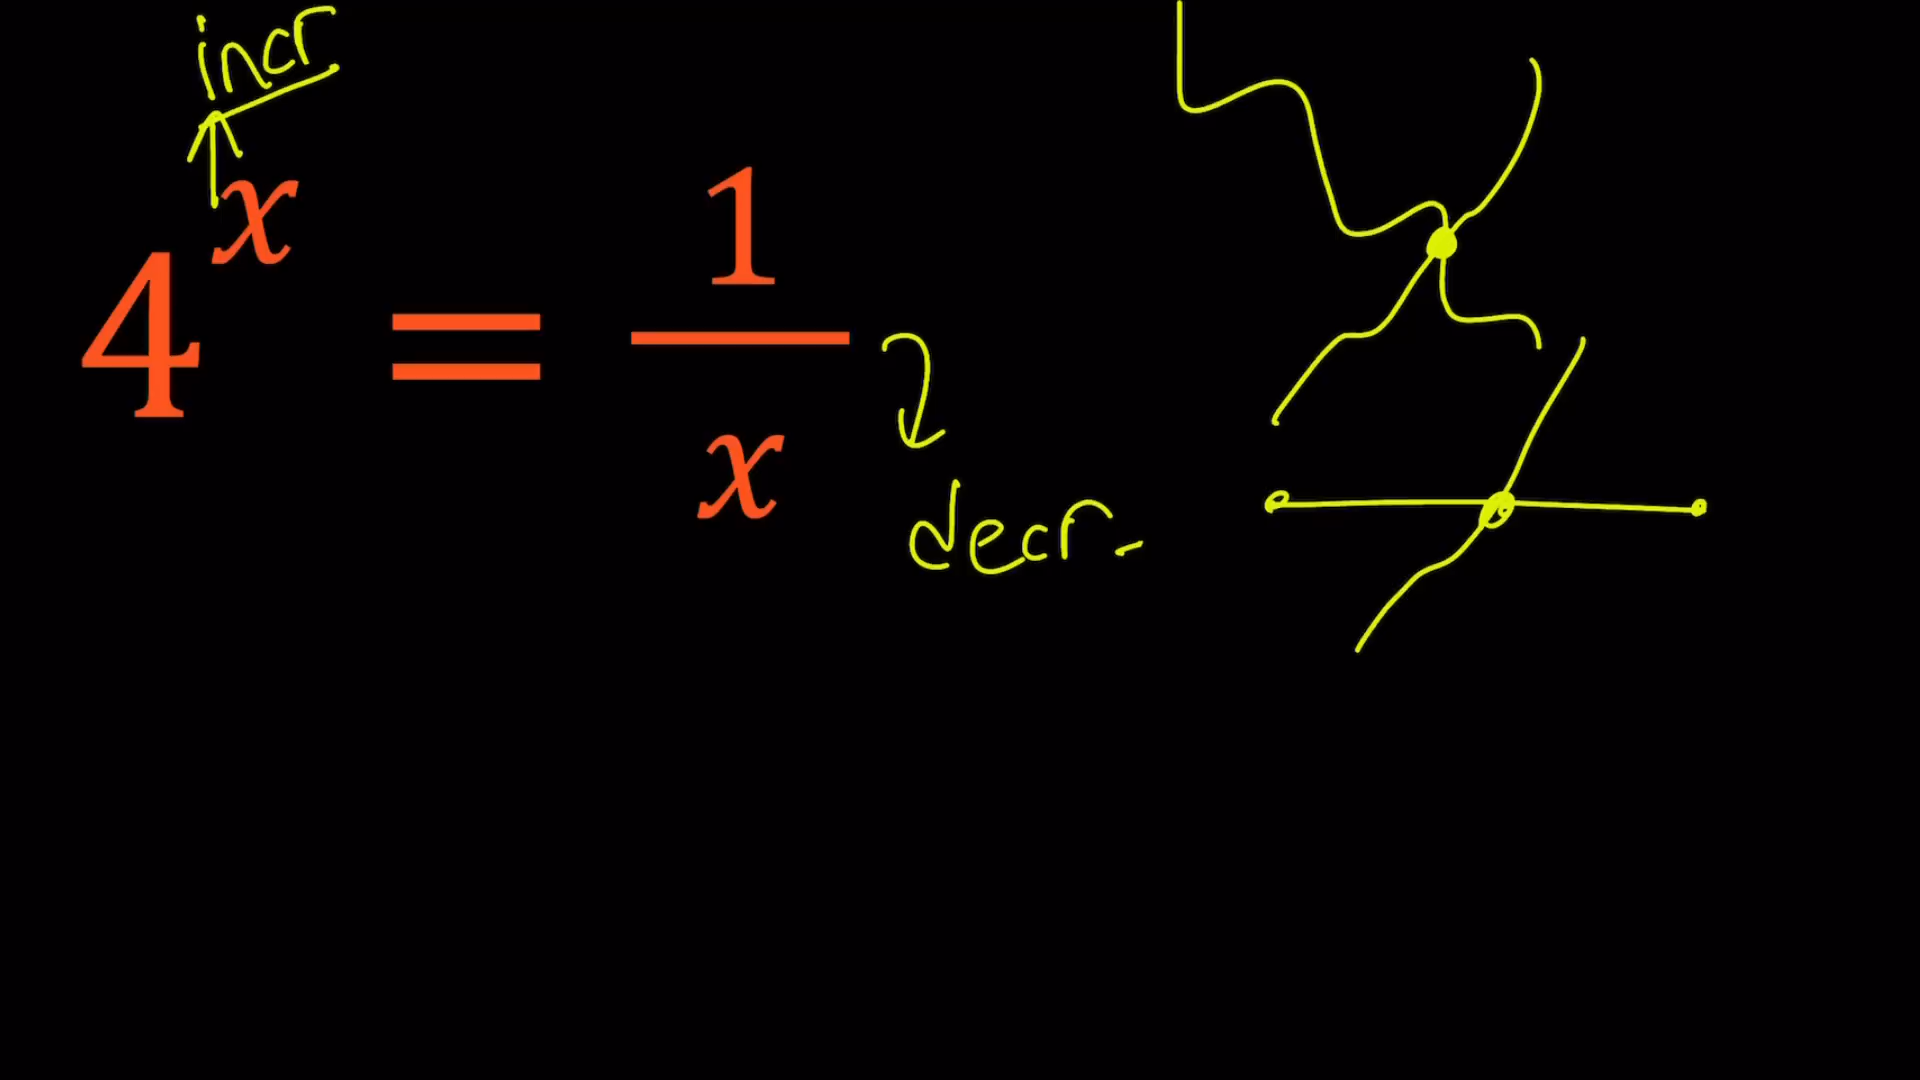 incr
4^x = 1/x
decr.